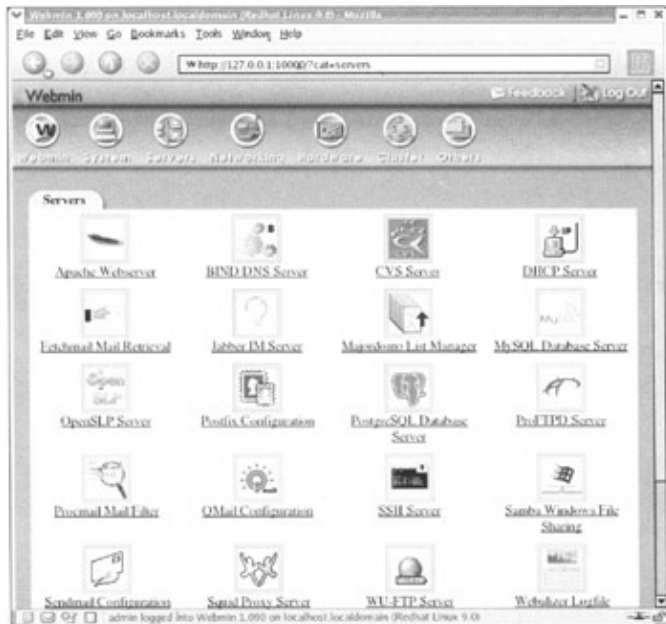 Webmin 1.090 on localhost.localdomain (Redhat Linux 9.0) - Mozilla
File Edit View Go Bookmarks Tools Window Help
http://127.0.0.1:10000/?cat=servers
Webmin
Feedback
Log Out
Webmin System Servers Networking Hardware Cluster Others
Servers
Apache Webserver
BIND DNS Server
CVS Server
DHCP Server
Fetchmail Mail Retrieval
Jabber IM Server
Majordomo List Manager
MySQL Database Server
OpenSLP Server
Postfix Configuration
PostgreSQL Database
Server
ProFTPD Server
Procmail Mail Filter
QMail Configuration
SSH Server
Samba Windows File
Sharing
Sendmail Configuration
Squid Proxy Server
WU-FTP Server
Webalizer Logfile
admin logged into Webmin 1.090 on localhost.localdomain (Redhat Linux 9.0)